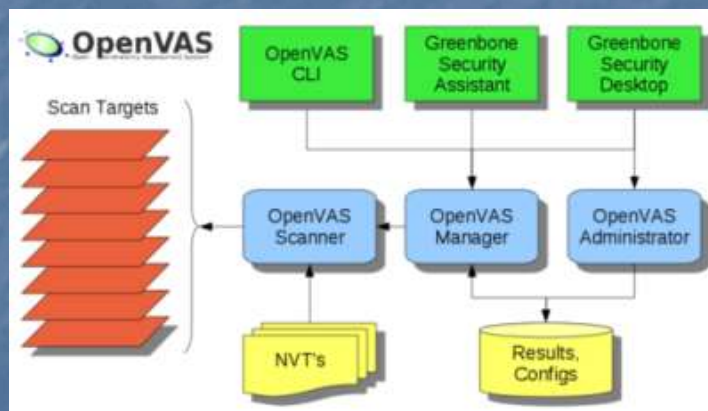 OpenVAS
OpenVAS
CLI
Greenbone
Security
Assistant
Greenbone
Security
Desktop
Scan Targets
OpenVAS
Scanner
OpenVAS
Manager
OpenVAS
Administrator
NVT's
Results,
Configs